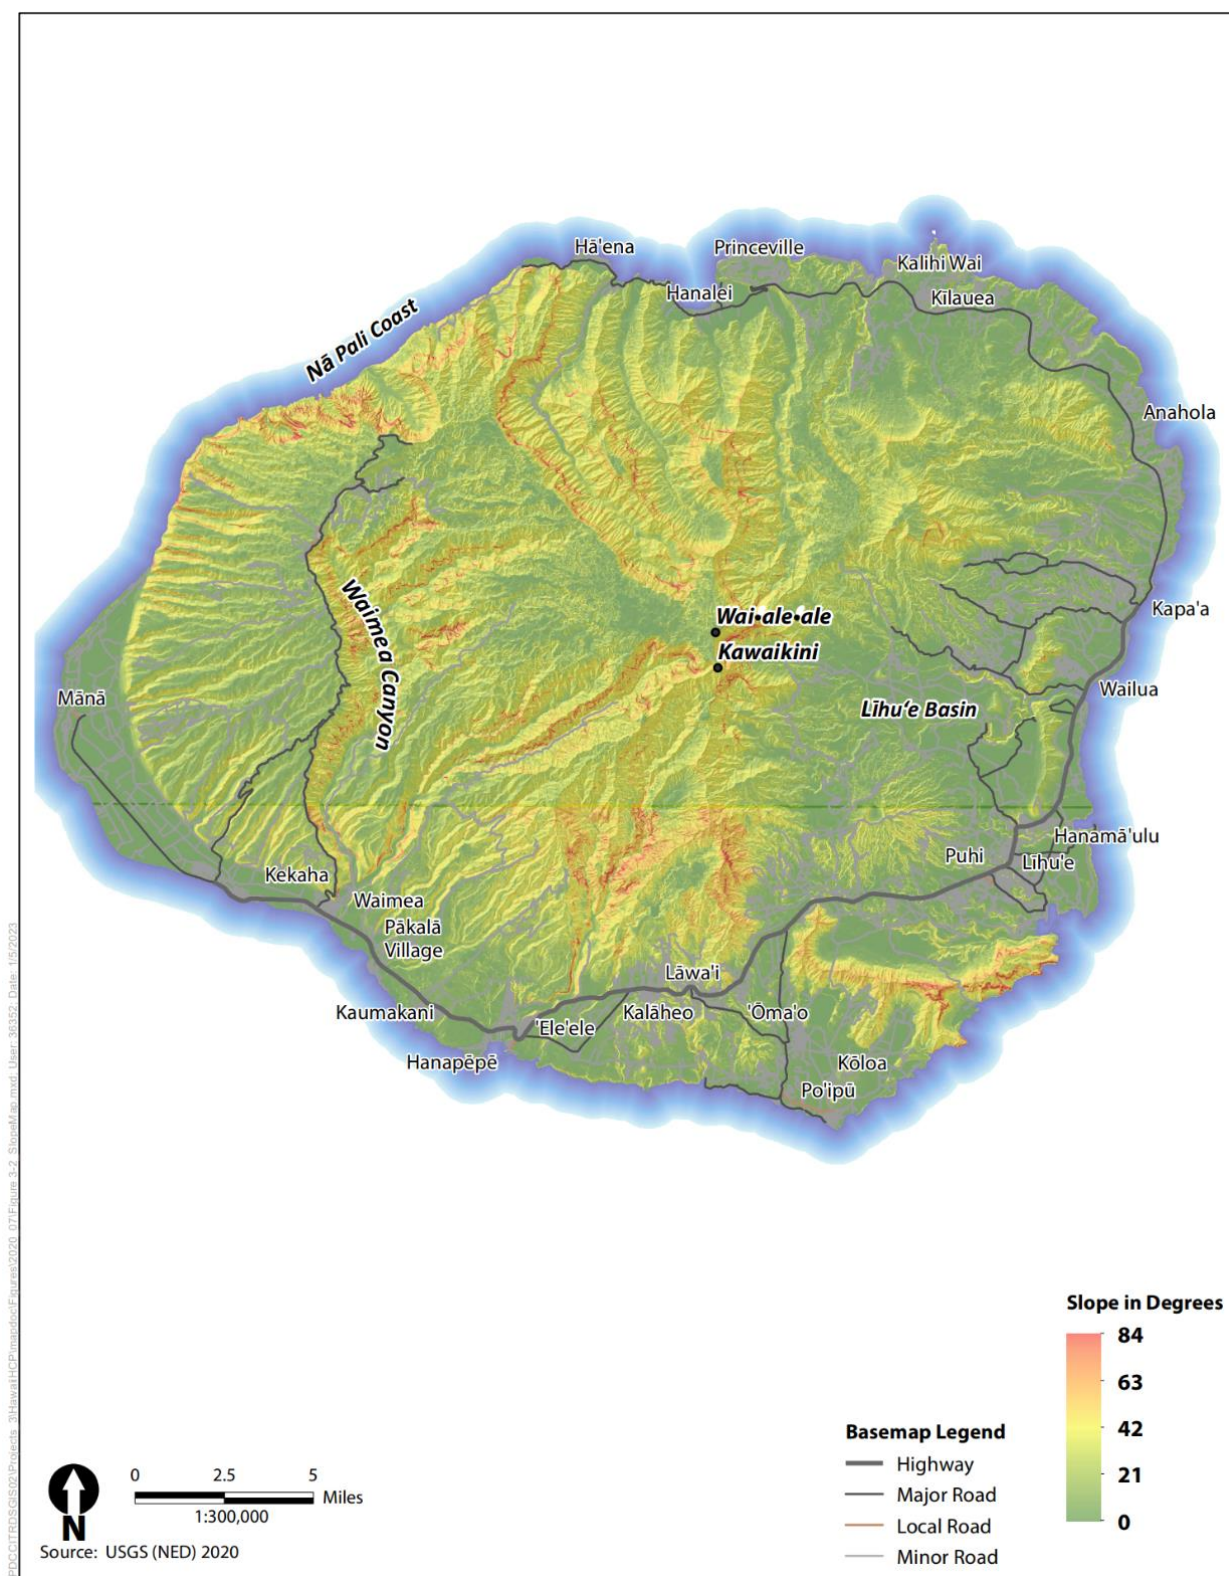 Hā'ena
Princeville
Kalihi Wai
Hanalei
Kīlauea
Nā Pali Coast
Anahola
Waimea Canyon
Wai•ale•ale
Kapa'a
Kawaikini
Mānā
Wailua
Līhu‘e Basin
Hanamā'ulu
Puhi
Līhu'e
Kekaha
Waimea
Pākalā
Village
Lāwa'i
Kaumakani
'Ele'ele
Kalāheo
'Ōma'o
Hanapēpē
Kōloa
Po'ipū
Slope in Degrees
84
63
42
21
0
Basemap Legend
Highway
Major Road
Local Road
Minor Road
0 2.5 5
Miles
1:300,000
N
Source: USGS (NED) 2020